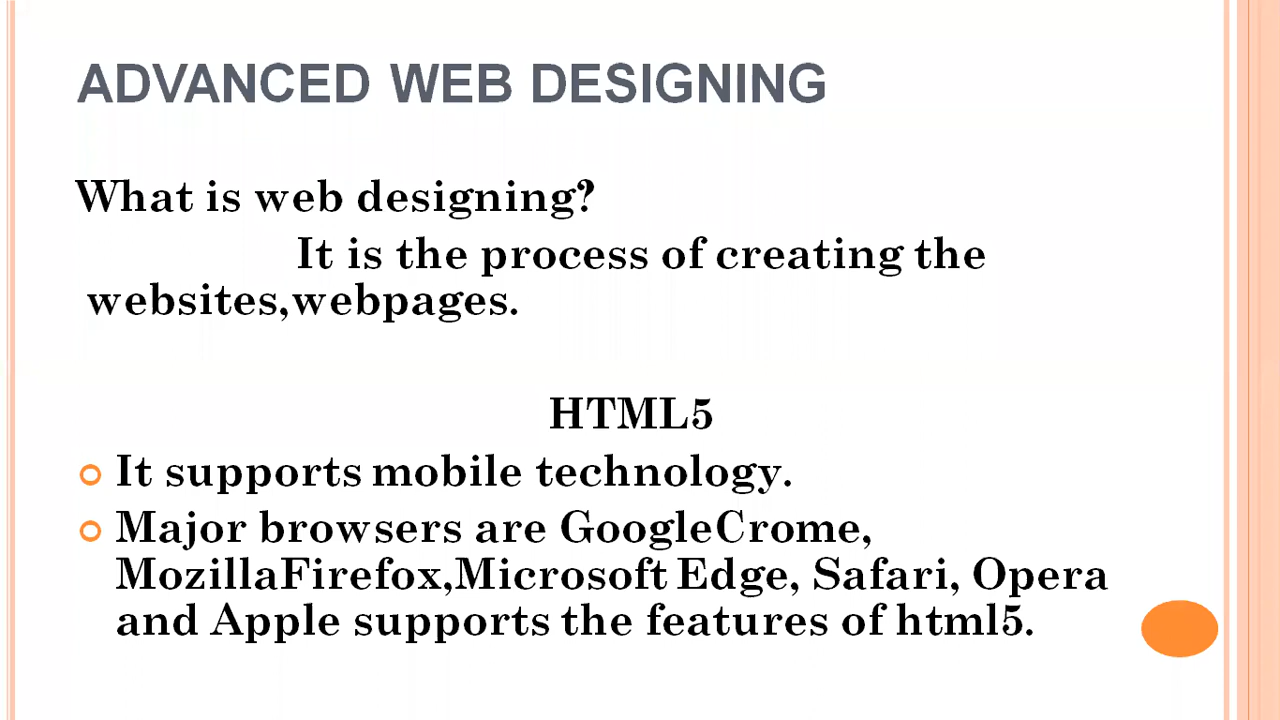 ADVANCED WEB DESIGNING
What is web designing?
It is the process of creating the
websites,webpages.
HTML5
It supports mobile technology.
Major browsers are GoogleCrome,
MozillaFirefox,Microsoft Edge, Safari, Opera
and Apple supports the features of html5.